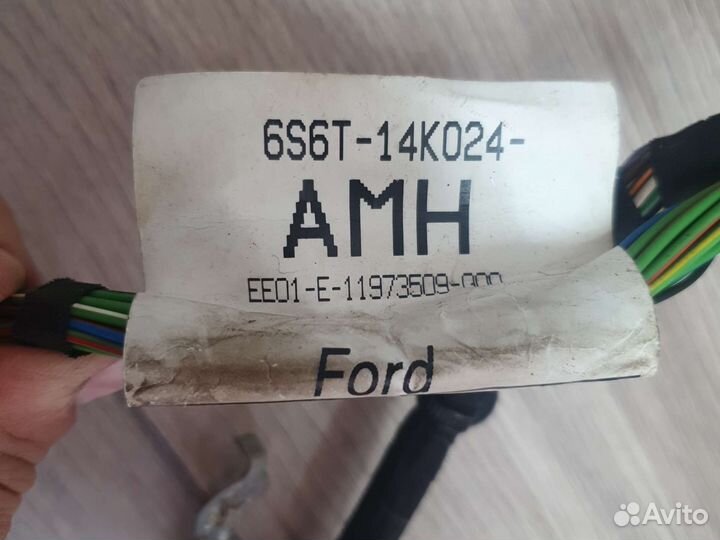 6S6T-14K024-
AMH
EE01-E-11973509-000
Ford
Avito